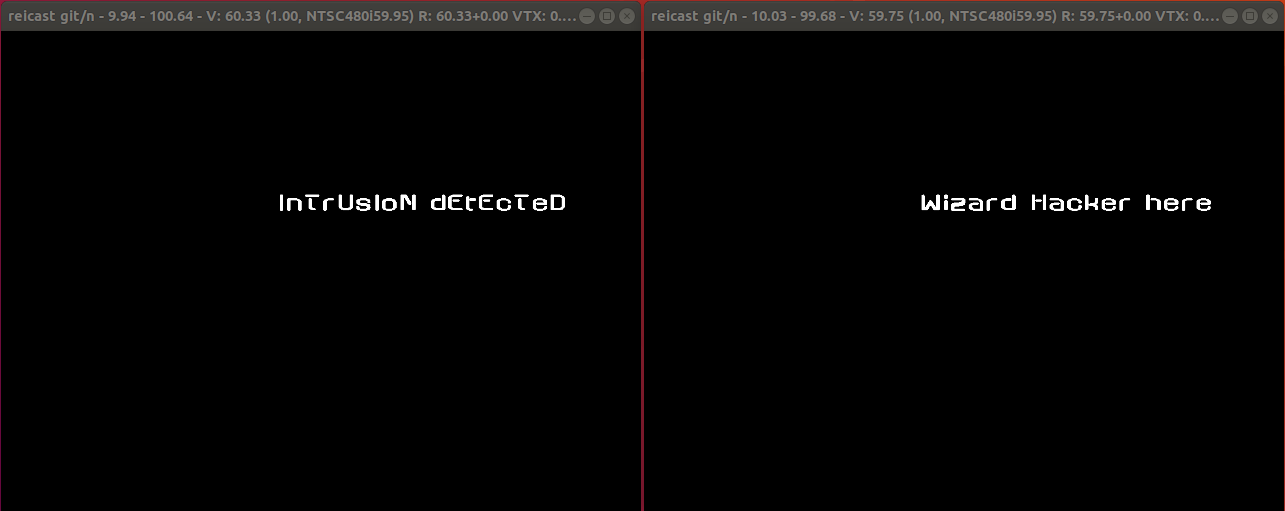 reicast git/n - 9.94 - 100.64 - V: 60.33 (1.00, NTSC480i59.95) R: 60.33+0.00 VTX: 0....
reicast git/n - 10.03 - 99.68 - V: 59.75 (1.00, NTSC480i59.95) R: 59.75+0.00 VTX: 0....
InTrUsIoN dEtEcTeD
Wizard Hacker here